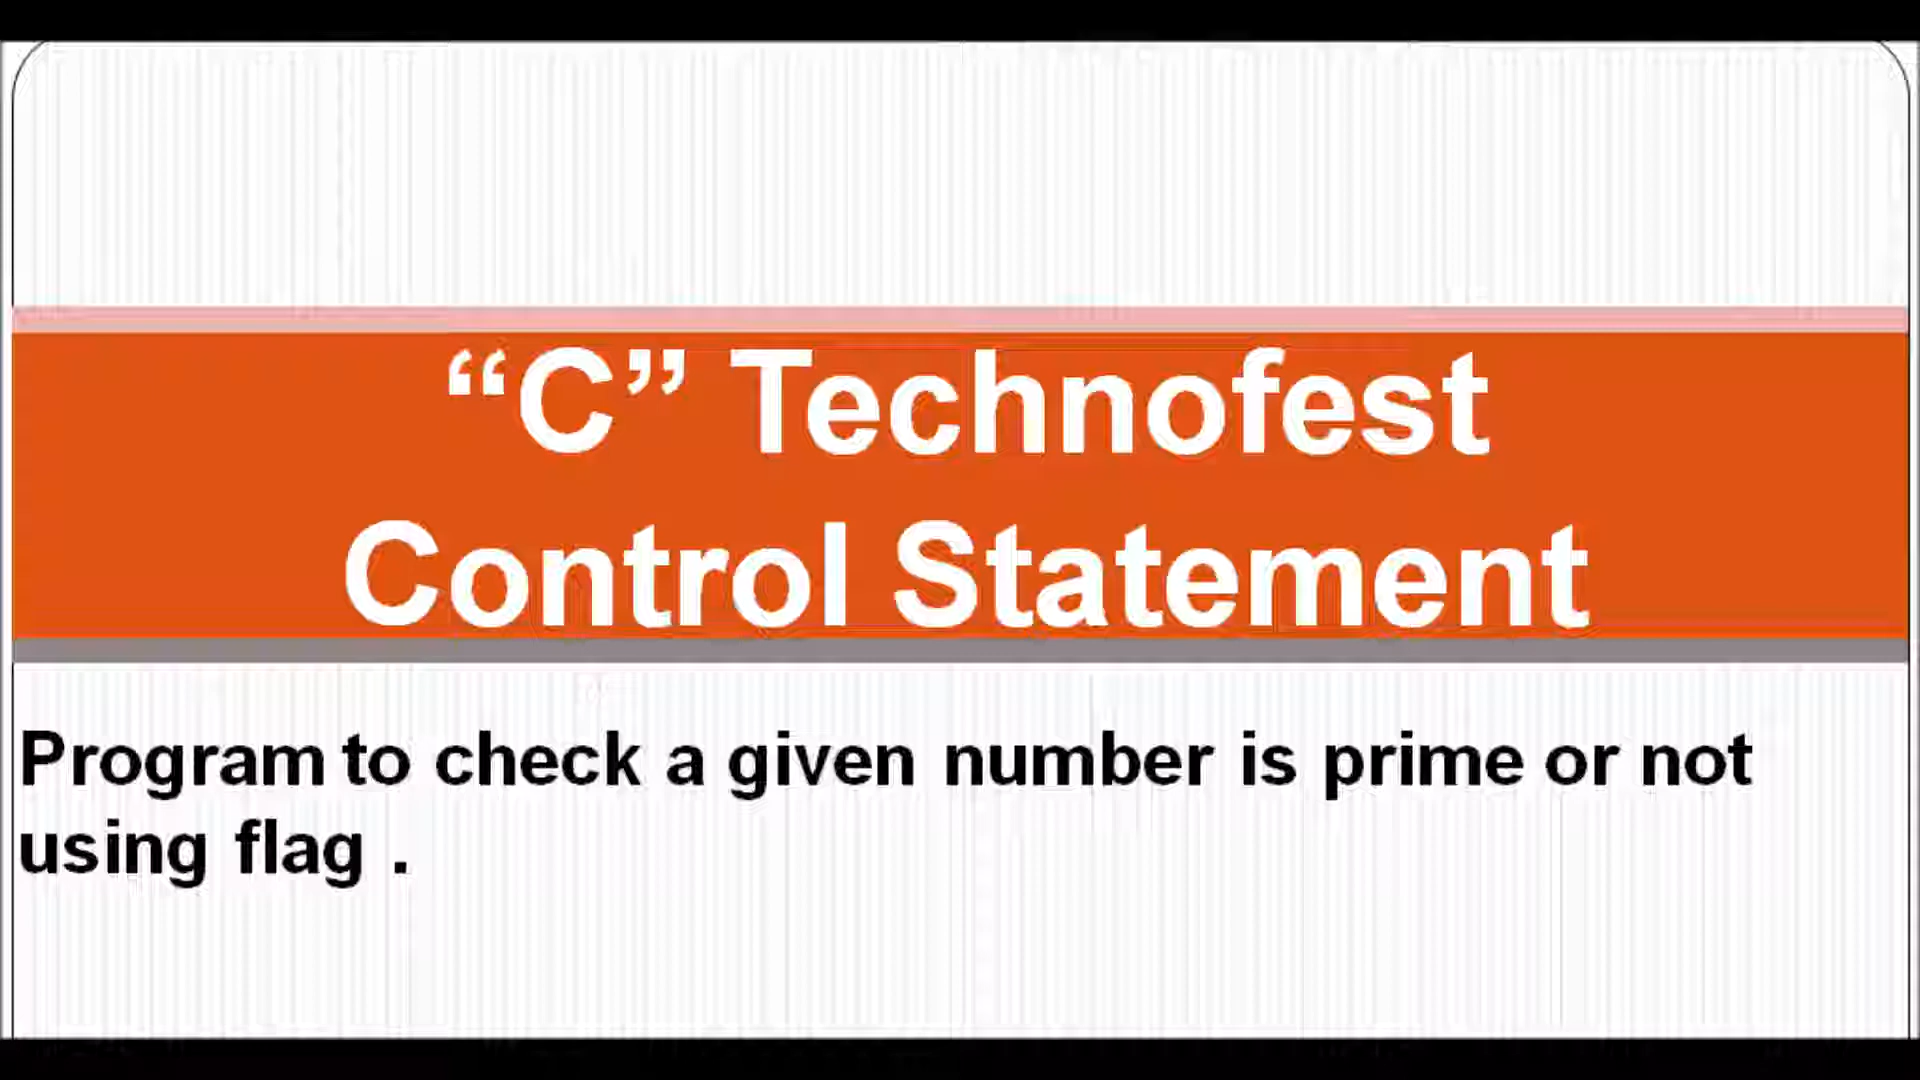 “C” Technofest
Control Statement
Program to check a given number is prime or not
using flag .